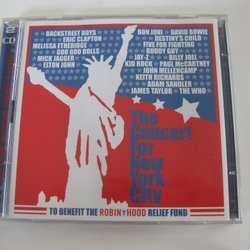 2 CD
BACKSTREET BOYS
ERIC CLAPTON
MELISSA ETHERIDGE
GOO GOO DOLLS
MICK JAGGER
ELTON JOHN
BON JOVI • DAVID BOWIE
DESTINY'S CHILD
FIVE FOR FIGHTING
BUDDY GUY
JAY-Z • BILLY JOEL
KID ROCK • PAUL McCARTNEY
JOHN MELLENCAMP
KEITH RICHARDS
ADAM SANDLER
JAMES TAYLOR • THE WHO
The
Concert
For
New
York
City
TO BENEFIT THE ROBIN HOOD RELIEF FUND